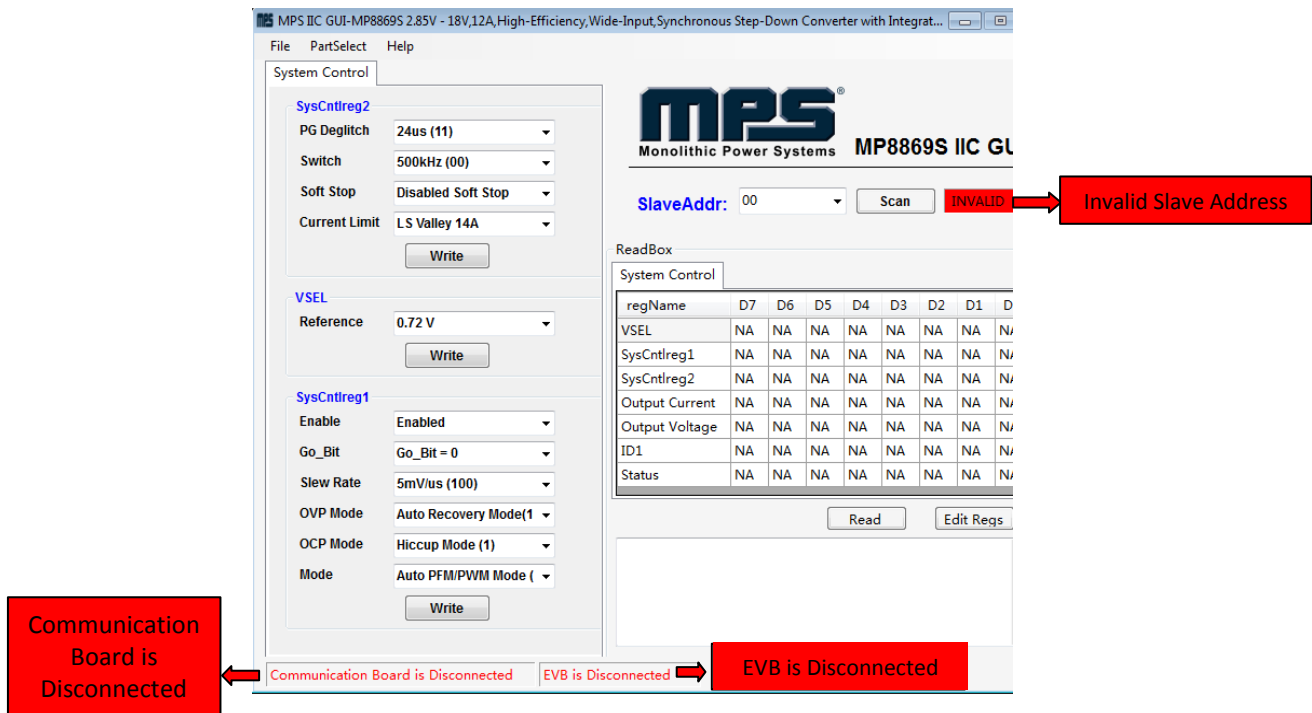 MPS IIC GUI-MP8869S 2.85V - 18V,12A,High-Efficiency,Wide-Input,Synchronous Step-Down Converter with Integrat...
File PartSelect Help
System Control
SysCntlreg2
PG Deglitch 24us (11)
Switch 500kHz (00)
Soft Stop Disabled Soft Stop
Current Limit LS Valley 14A
Write
VSEL
Reference 0.72 V
Write
SysCntlreg1
Enable Enabled
Go_Bit Go_Bit = 0
Slew Rate 5mV/us (100)
OVP Mode Auto Recovery Mode(1
OCP Mode Hiccup Mode (1)
Mode Auto PFM/PWM Mode (
Write
mps®
Monolithic Power Systems MP8869S IIC GU
SlaveAddr: 00 Scan INVALID
Invalid Slave Address
ReadBox
System Control
regName D7 D6 D5 D4 D3 D2 D1 D
VSEL NA NA NA NA NA NA NA NA
SysCntlreg1 NA NA NA NA NA NA NA NA
SysCntlreg2 NA NA NA NA NA NA NA NA
Output Current NA NA NA NA NA NA NA NA
Output Voltage NA NA NA NA NA NA NA NA
ID1 NA NA NA NA NA NA NA NA
Status NA NA NA NA NA NA NA NA
Read Edit Regs
Communication
Board is
Disconnected
Communication Board is Disconnected EVB is Disconnected
EVB is Disconnected